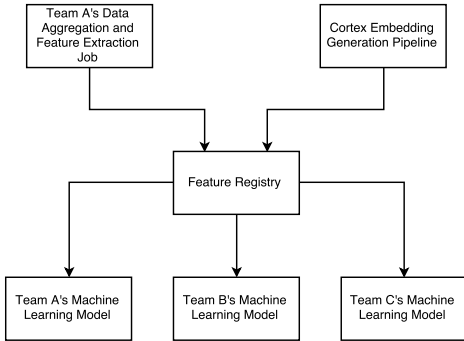 Team A's Data
Aggregation and
Feature Extraction
Job
Cortex Embedding
Generation Pipeline
Feature Registry
Team A's Machine
Learning Model
Team B's Machine
Learning Model
Team C's Machine
Learning Model